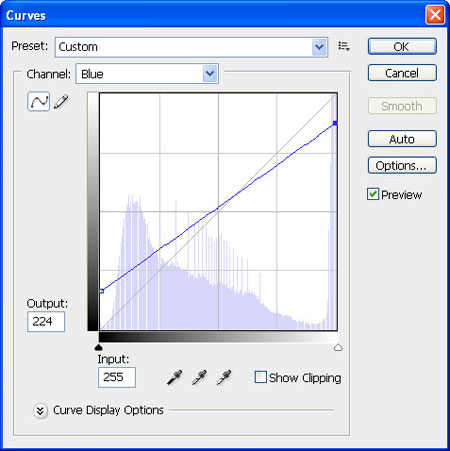 Curves
Preset: Custom
OK
Channel: Blue
Cancel
Smooth
Auto
Options...
Preview
Output:
224
Input:
255
Show Clipping
Curve Display Options